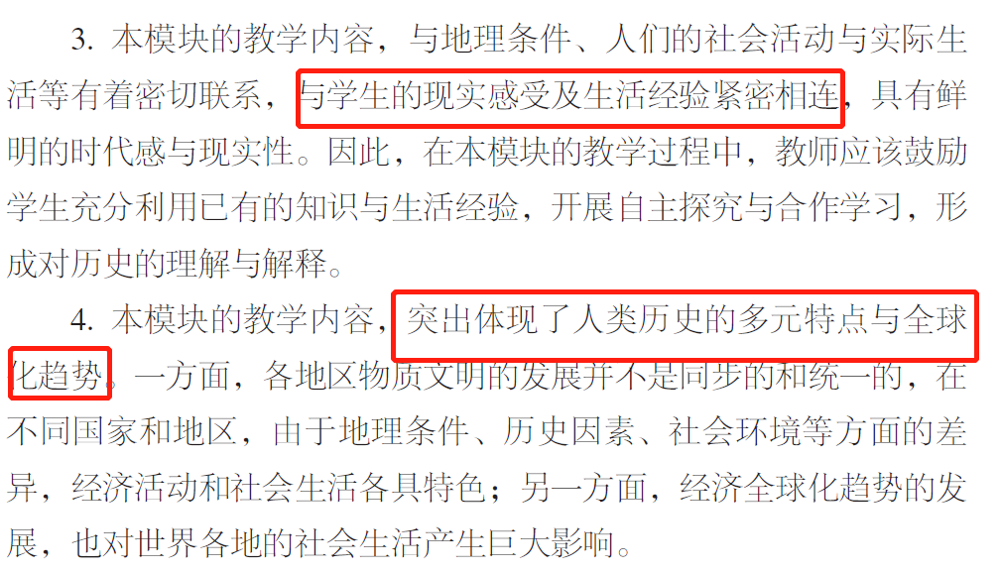 3. 本模块的教学内容，与地理条件、人们的社会活动与实际生
活等有着密切联系，与学生的现实感受及生活经验紧密相连，具有鲜
明的时代感与现实性。因此，在本模块的教学过程中，教师应该鼓励
学生充分利用已有的知识与生活经验，开展自主探究与合作学习，形
成对历史的理解与解释。
4. 本模块的教学内容，突出体现了人类历史的多元特点与全球
化趋势。一方面，各地区物质文明的发展并不是同步的和统一的，在
不同国家和地区，由于地理条件、历史因素、社会环境等方面的差
异，经济活动和社会生活各具特色；另一方面，经济全球化趋势的发
展，也对世界各地的社会生活产生巨大影响。